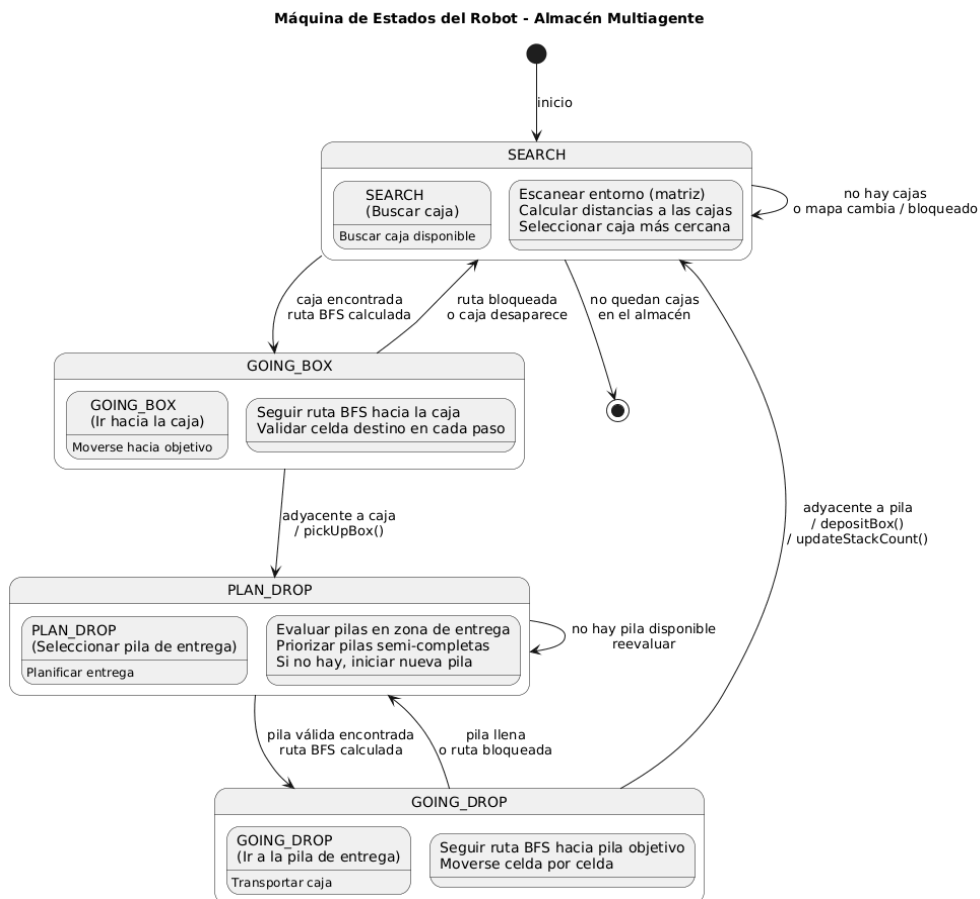 Máquina de Estados del Robot - Almacén Multiagente
inicio
SEARCH
SEARCH
(Buscar caja)
Buscar caja disponible
Escanear entorno (matriz)
Calcular distancias a las cajas
Seleccionar caja más cercana
no hay cajas
o mapa cambia / bloqueado
caja encontrada
ruta BFS calculada
ruta bloqueada
o caja desaparece
no quedan cajas
en el almacén
GOING_BOX
GOING_BOX
(Ir hacia la caja)
Moverse hacia objetivo
Seguir ruta BFS hacia la caja
Validar celda destino en cada paso
adyacente a caja
/ pickUpBox()
adyacente a pila
/ depositBox()
/ updateStackCount()
PLAN_DROP
PLAN_DROP
(Seleccionar pila de entrega)
Planificar entrega
Evaluar pilas en zona de entrega
Priorizar pilas semi-completas
Si no hay, iniciar nueva pila
no hay pila disponible
reevaluar
pila válida encontrada
ruta BFS calculada
pila llena
o ruta bloqueada
GOING_DROP
GOING_DROP
(Ir a la pila de entrega)
Transportar caja
Seguir ruta BFS hacia pila objetivo
Moverse celda por celda